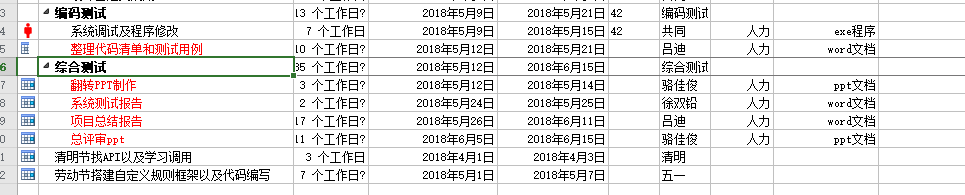 3 编码测试 13 个工作日? 2018年5月9日 2018年5月21日 42 编码测试
4 系统调试及程序修改 7 个工作日? 2018年5月9日 2018年5月15日 42 共同 人力 exe程序
5 整理代码清单和测试用例 10 个工作日? 2018年5月12日 2018年5月21日 吕迪 人力 word文档
6 综合测试 35 个工作日? 2018年5月12日 2018年6月15日 综合测试
7 翻转PPT制作 3 个工作日? 2018年5月12日 2018年5月14日 骆佳俊 人力 ppt文档
8 系统测试报告 2 个工作日? 2018年5月24日 2018年5月25日 徐双铅 人力 word文档
9 项目总结报告 17 个工作日? 2018年5月26日 2018年6月11日 吕迪 人力 word文档
0 总评审ppt 11 个工作日? 2018年6月5日 2018年6月15日 骆佳俊 人力 ppt文档
1 清明节找API以及学习调用 3 个工作日? 2018年4月1日 2018年4月3日 清明
2 劳动节搭建自定义规则框架以及代码编写 7 个工作日? 2018年5月1日 2018年5月7日 五一